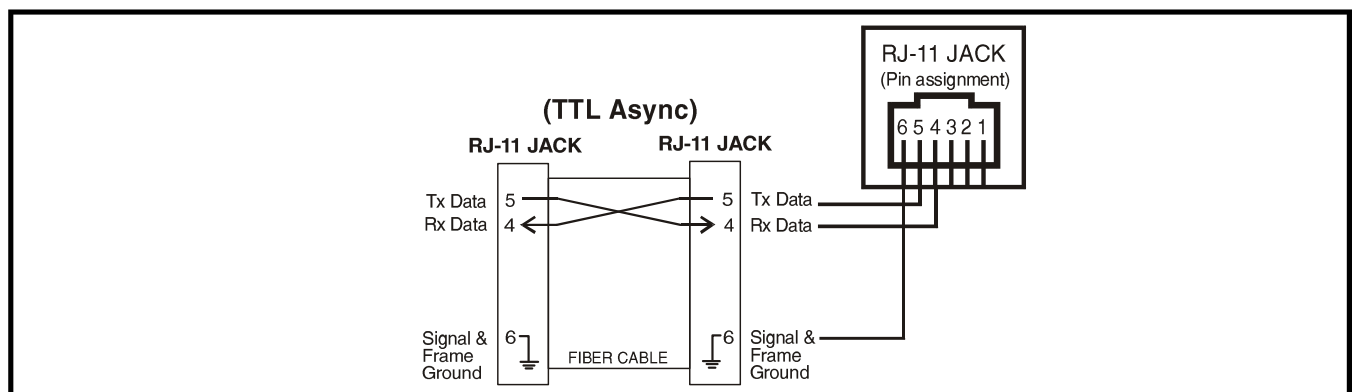 RJ-11 JACK
(Pin assignment)
6 5 4 3 2 1
(TTL Async)
RJ-11 JACK RJ-11 JACK
Tx Data 5 5 Tx Data
Rx Data 4 4 Rx Data
Signal & 6 6 Signal &
Frame FIBER CABLE Frame
Ground Ground